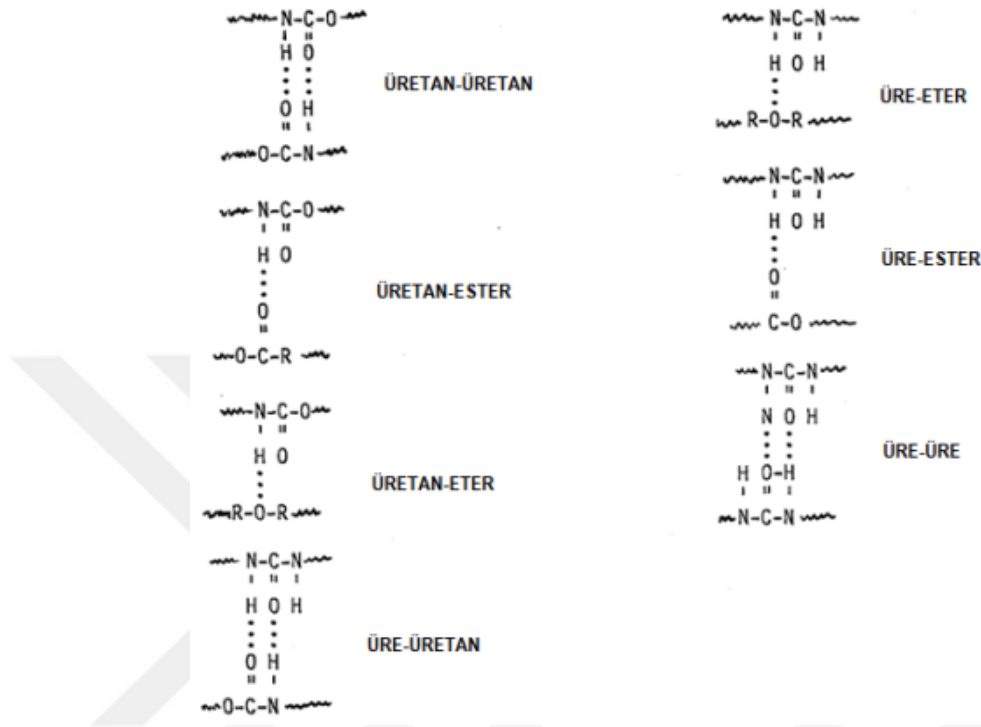 N-C-O
H O
O H
O-C-N
ÜRETAN-ÜRETAN
N-C-O
H O
O
O-C-R
ÜRETAN-ESTER
N-C-O
H O
R-O-R
ÜRETAN-ETER
N-C-N
H O H
O H
O-C-N
ÜRE-ÜRETAN
N-C-N
H O H
R-O-R
ÜRE-ETER
N-C-N
H O H
O
C-O
ÜRE-ESTER
N-C-N
N O H
H O-H
N-C-N
ÜRE-ÜRE